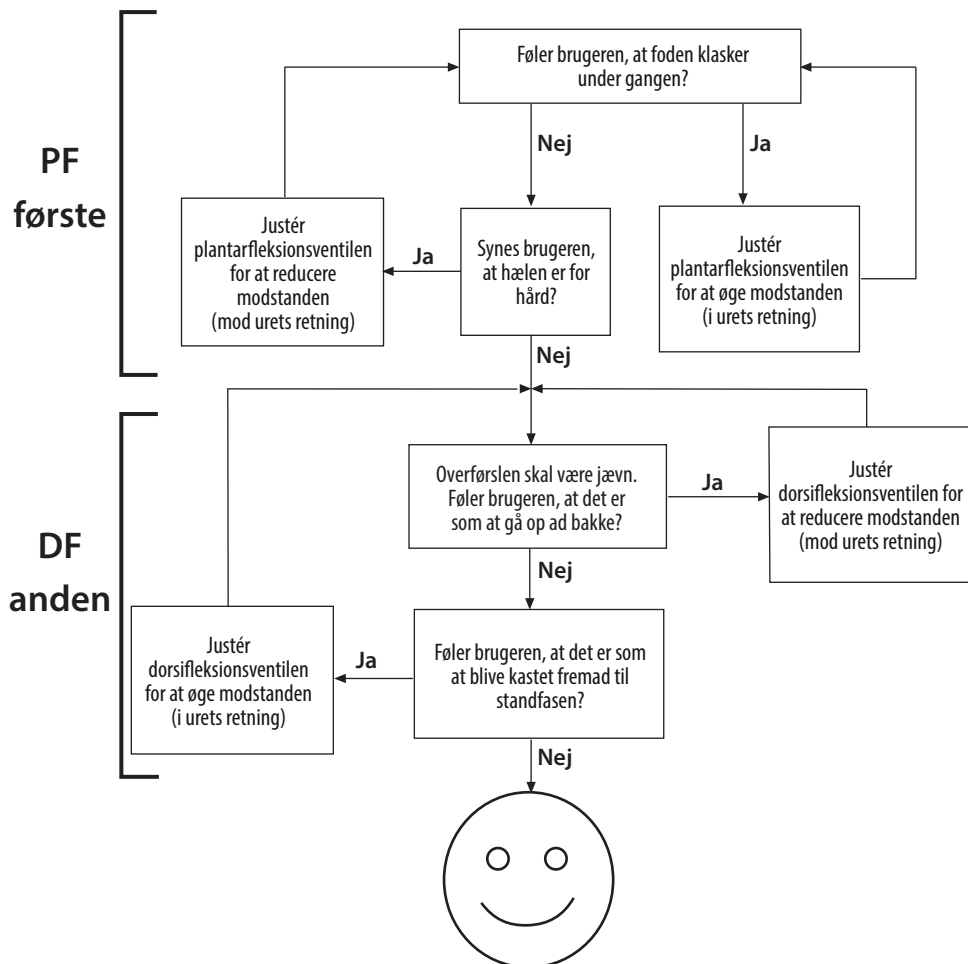 PF
første
Føler brugeren, at foden klasker
under gangen?
Nej
Ja
Justér
plantarfleksionsventilen
for at reducere
modstanden
(mod urets retning)
Ja
Synes brugeren,
at hælen er for
hård?
Justér
plantarfleksionsventilen
for at øge modstanden
(i urets retning)
Nej
DF
anden
Overførslen skal være jævn.
Føler brugeren, at det er
som at gå op ad bakke?
Ja
Justér
dorsifleksionsventilen for
at reducere modstanden
(mod urets retning)
Nej
Justér
dorsifleksionsventilen
for at øge modstanden
(i urets retning)
Ja
Føler brugeren, at det er som
at blive kastet fremad til
standfasen?
Nej